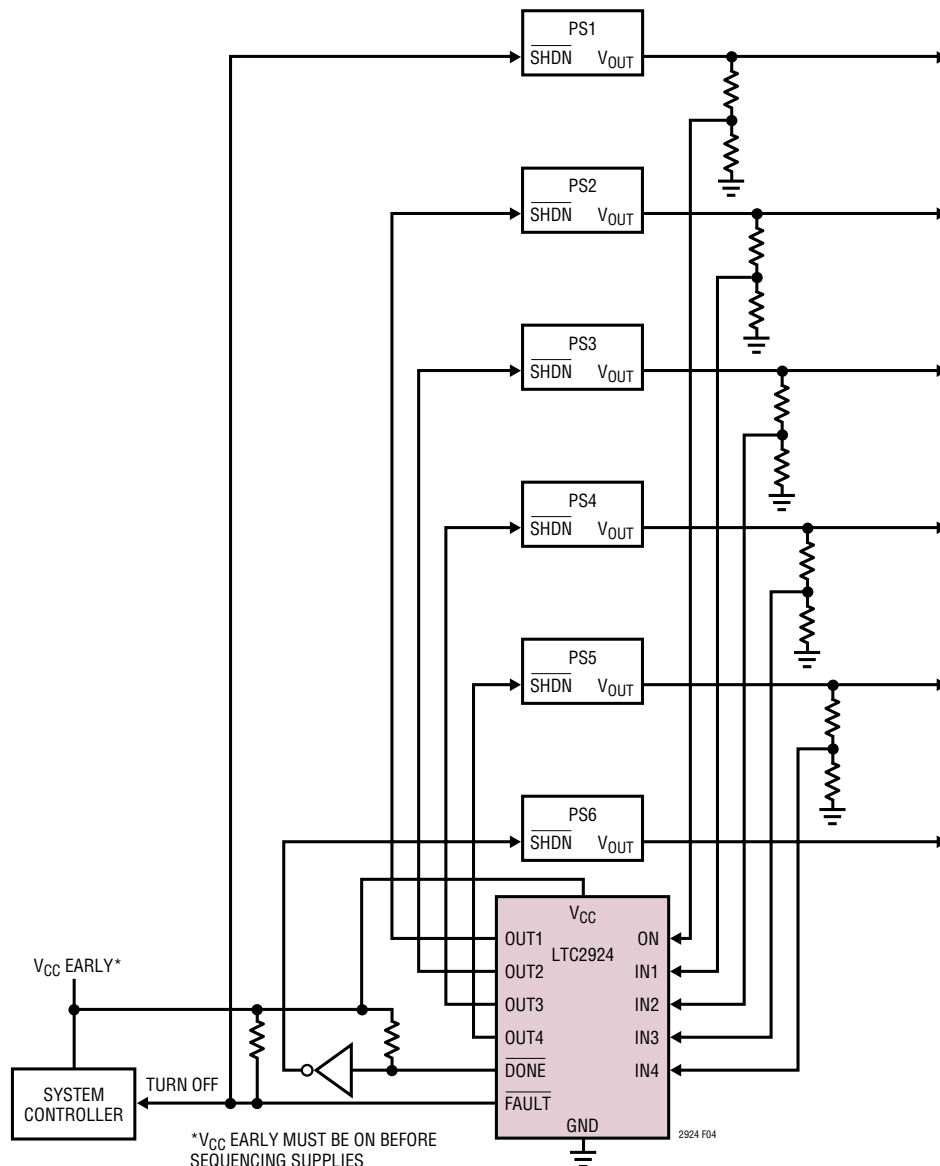 PS1
SHDN VOUT
PS2
SHDN VOUT
PS3
SHDN VOUT
PS4
SHDN VOUT
PS5
SHDN VOUT
PS6
SHDN VOUT
VCC
LTC2924
OUT1 ON
OUT2 IN1
OUT3 IN2
OUT4 IN3
DONE IN4
FAULT
GND
VCC EARLY*
SYSTEM
CONTROLLER
TURN OFF
*VCC EARLY MUST BE ON BEFORE
SEQUENCING SUPPLIES
2924 F04